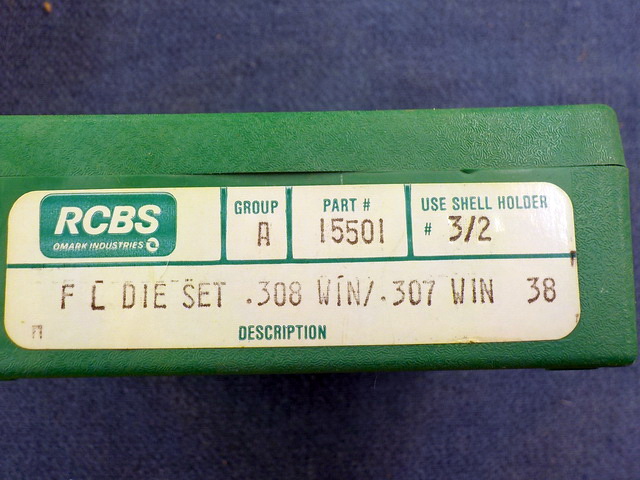 RCBS
OMARK INDUSTRIES
GROUP
A
PART #
15501
USE SHELL HOLDER
# 3/2
F L DIE SET .308 WIN/.307 WIN 38
DESCRIPTION